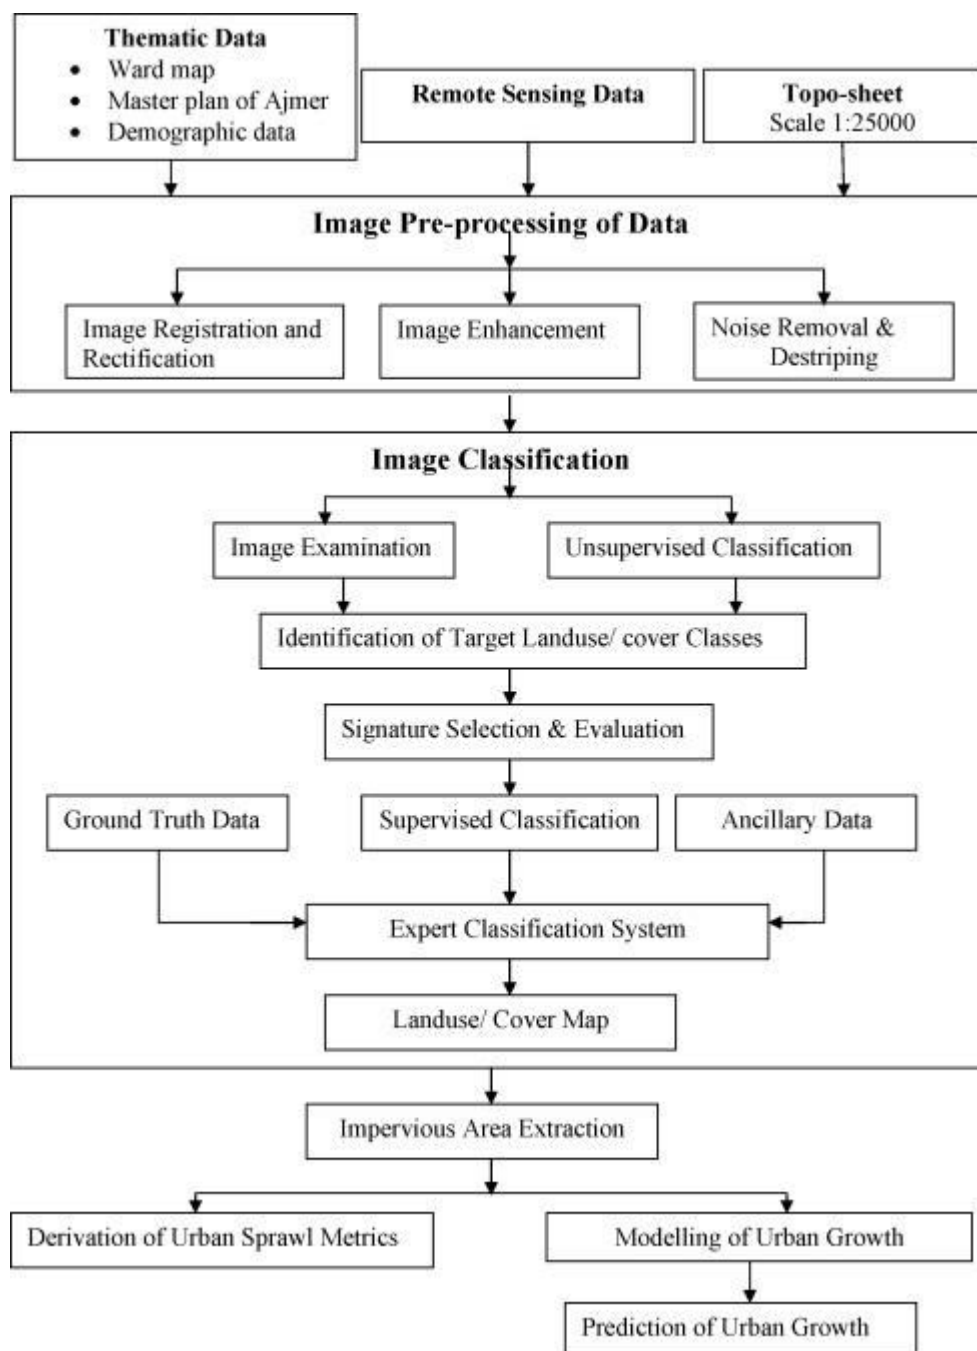 Thematic Data
• Ward map
• Master plan of Ajmer
• Demographic data
Remote Sensing Data
Topo-sheet
Scale 1:25000
Image Pre-processing of Data
Image Registration and
Rectification
Image Enhancement
Noise Removal &
Destriping
Image Classification
Image Examination
Unsupervised Classification
Identification of Target Landuse/ cover Classes
Signature Selection & Evaluation
Ground Truth Data
Supervised Classification
Ancillary Data
Expert Classification System
Landuse/ Cover Map
Impervious Area Extraction
Derivation of Urban Sprawl Metrics
Modelling of Urban Growth
Prediction of Urban Growth